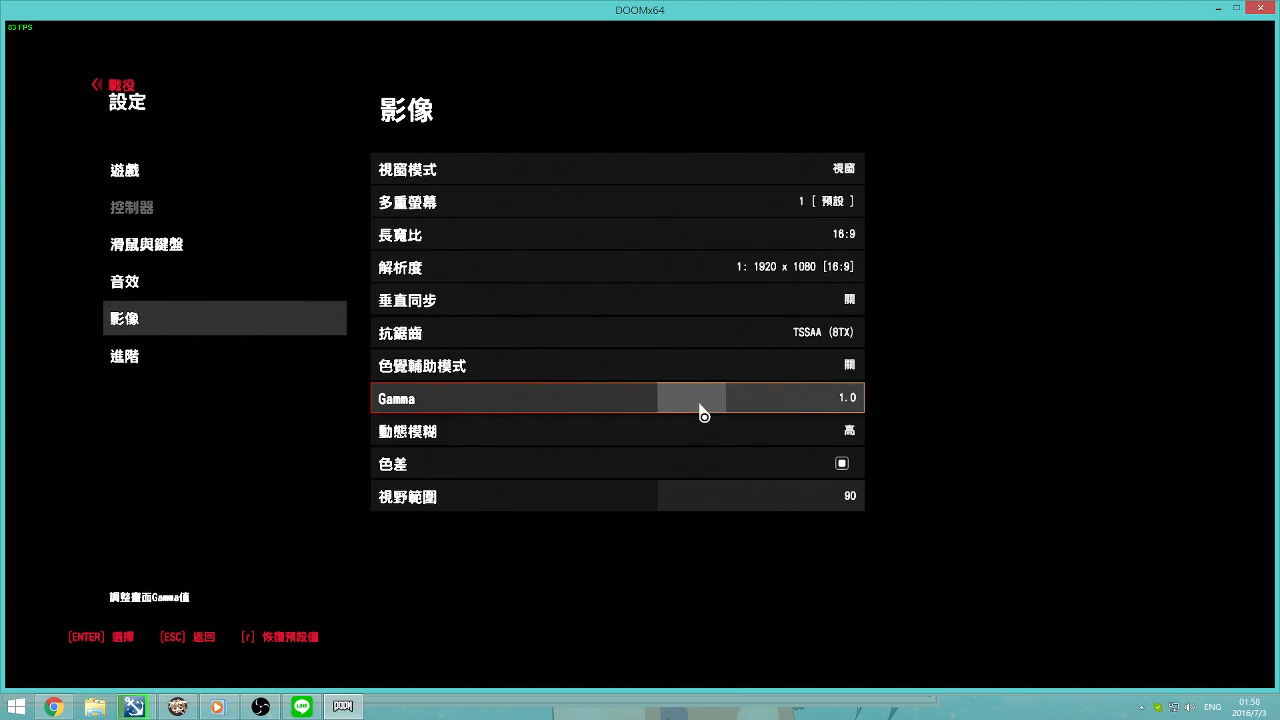 DOOMx64
83 FPS
戰役
設定
影像
遊戲
控制器
滑鼠與鍵盤
音效
影像
進階
視窗模式 視窗
多重螢幕 1 [ 預設 ]
長寬比 16:9
解析度 1: 1920 x 1080 [16:9]
垂直同步 關
抗鋸齒 TSSAA (8TX)
色覺輔助模式 關
Gamma 1.0
動態模糊 高
色差
視野範圍 90
調整畫面Gamma值
[ENTER] 選擇 [ESC] 返回 [r] 恢復預設值
LINE
DOOM
ENG
01:58
2016/7/3